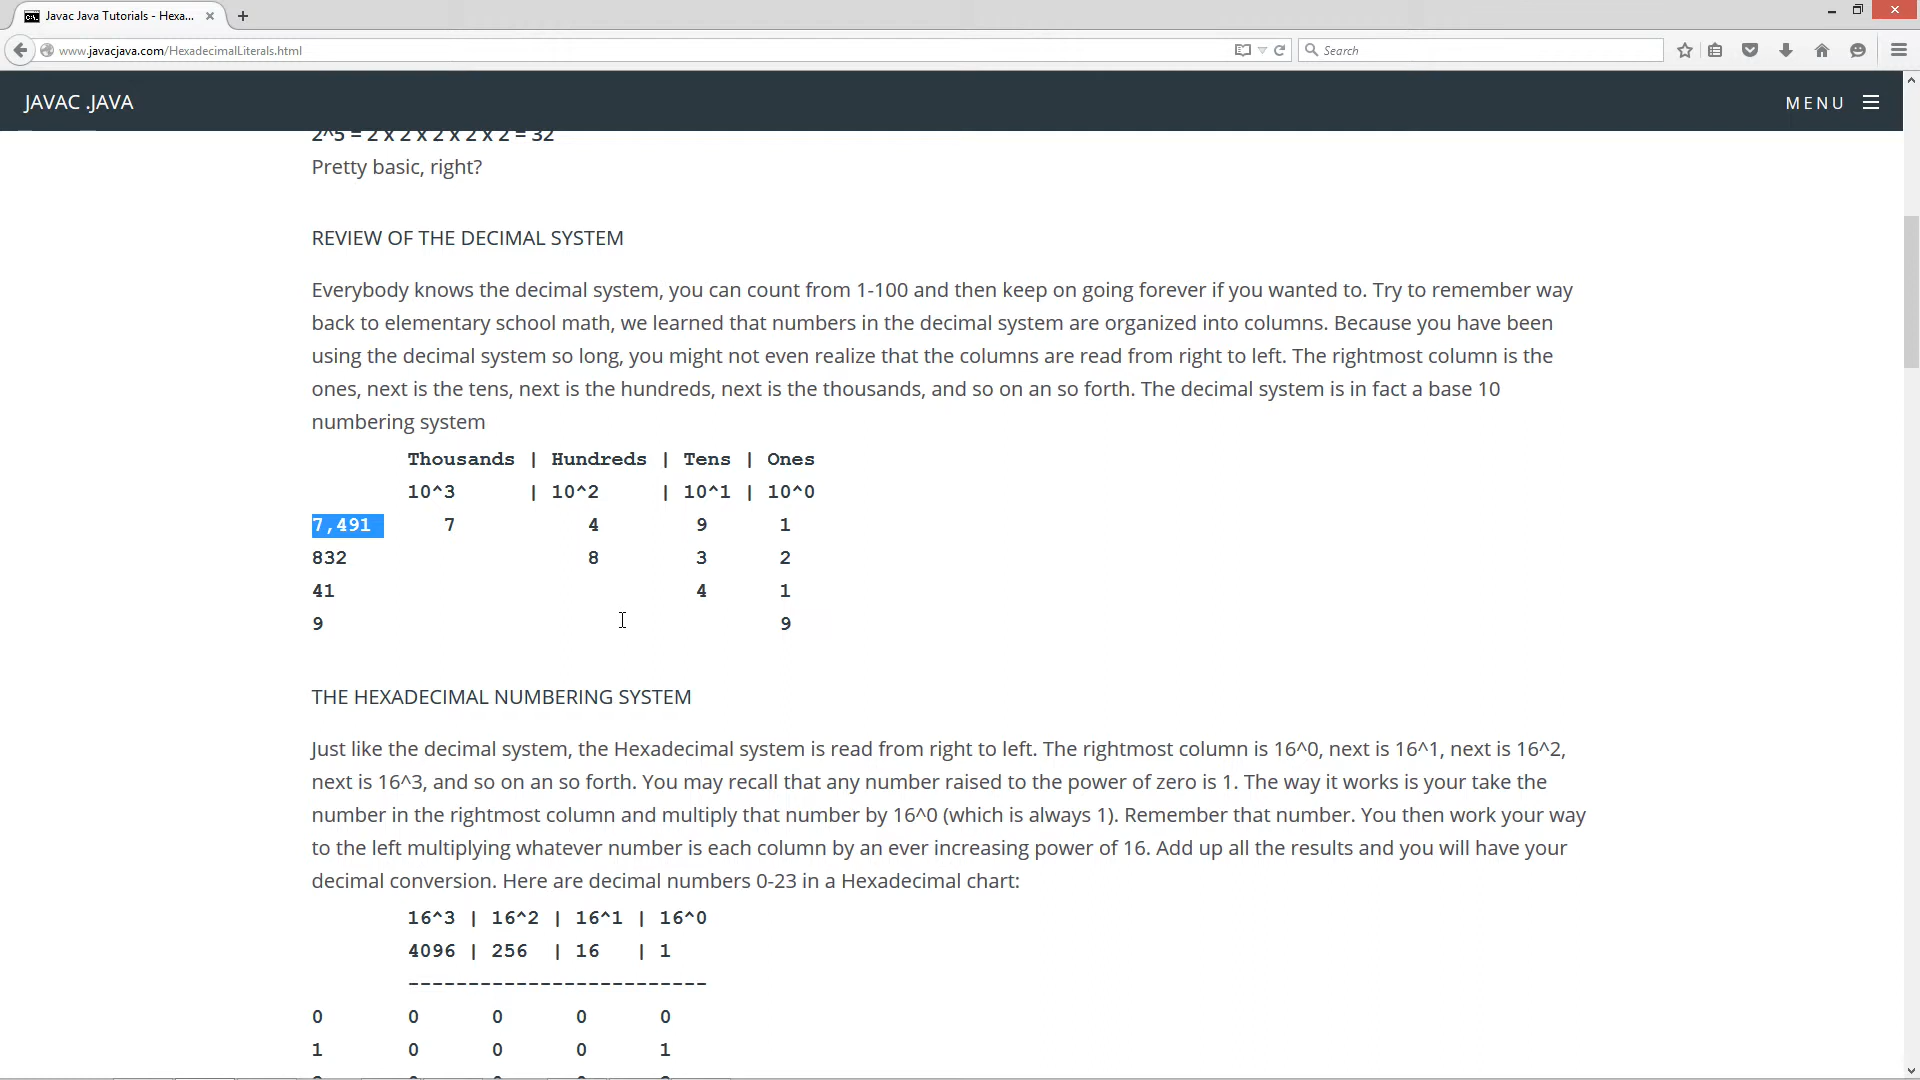 Javac Java Tutorials - Hexa...
www.javacjava.com/HexadecimalLiterals.html
Search
JAVAC .JAVA
MENU
2^5 = 2 x 2 x 2 x 2 x 2 = 32
Pretty basic, right?
REVIEW OF THE DECIMAL SYSTEM
Everybody knows the decimal system, you can count from 1-100 and then keep on going forever if you wanted to. Try to remember way
back to elementary school math, we learned that numbers in the decimal system are organized into columns. Because you have been
using the decimal system so long, you might not even realize that the columns are read from right to left. The rightmost column is the
ones, next is the tens, next is the hundreds, next is the thousands, and so on an so forth. The decimal system is in fact a base 10
numbering system
Thousands | Hundreds | Tens | Ones
10^3 | 10^2 | 10^1 | 10^0
7,491 7 4 9 1
832 8 3 2
41 4 1
9 9
THE HEXADECIMAL NUMBERING SYSTEM
Just like the decimal system, the Hexadecimal system is read from right to left. The rightmost column is 16^0, next is 16^1, next is 16^2,
next is 16^3, and so on an so forth. You may recall that any number raised to the power of zero is 1. The way it works is your take the
number in the rightmost column and multiply that number by 16^0 (which is always 1). Remember that number. You then work your way
to the left multiplying whatever number is each column by an ever increasing power of 16. Add up all the results and you will have your
decimal conversion. Here are decimal numbers 0-23 in a Hexadecimal chart:
16^3 | 16^2 | 16^1 | 16^0
4096 | 256 | 16 | 1
-------------------------
0 0 0 0 0
1 0 0 0 1